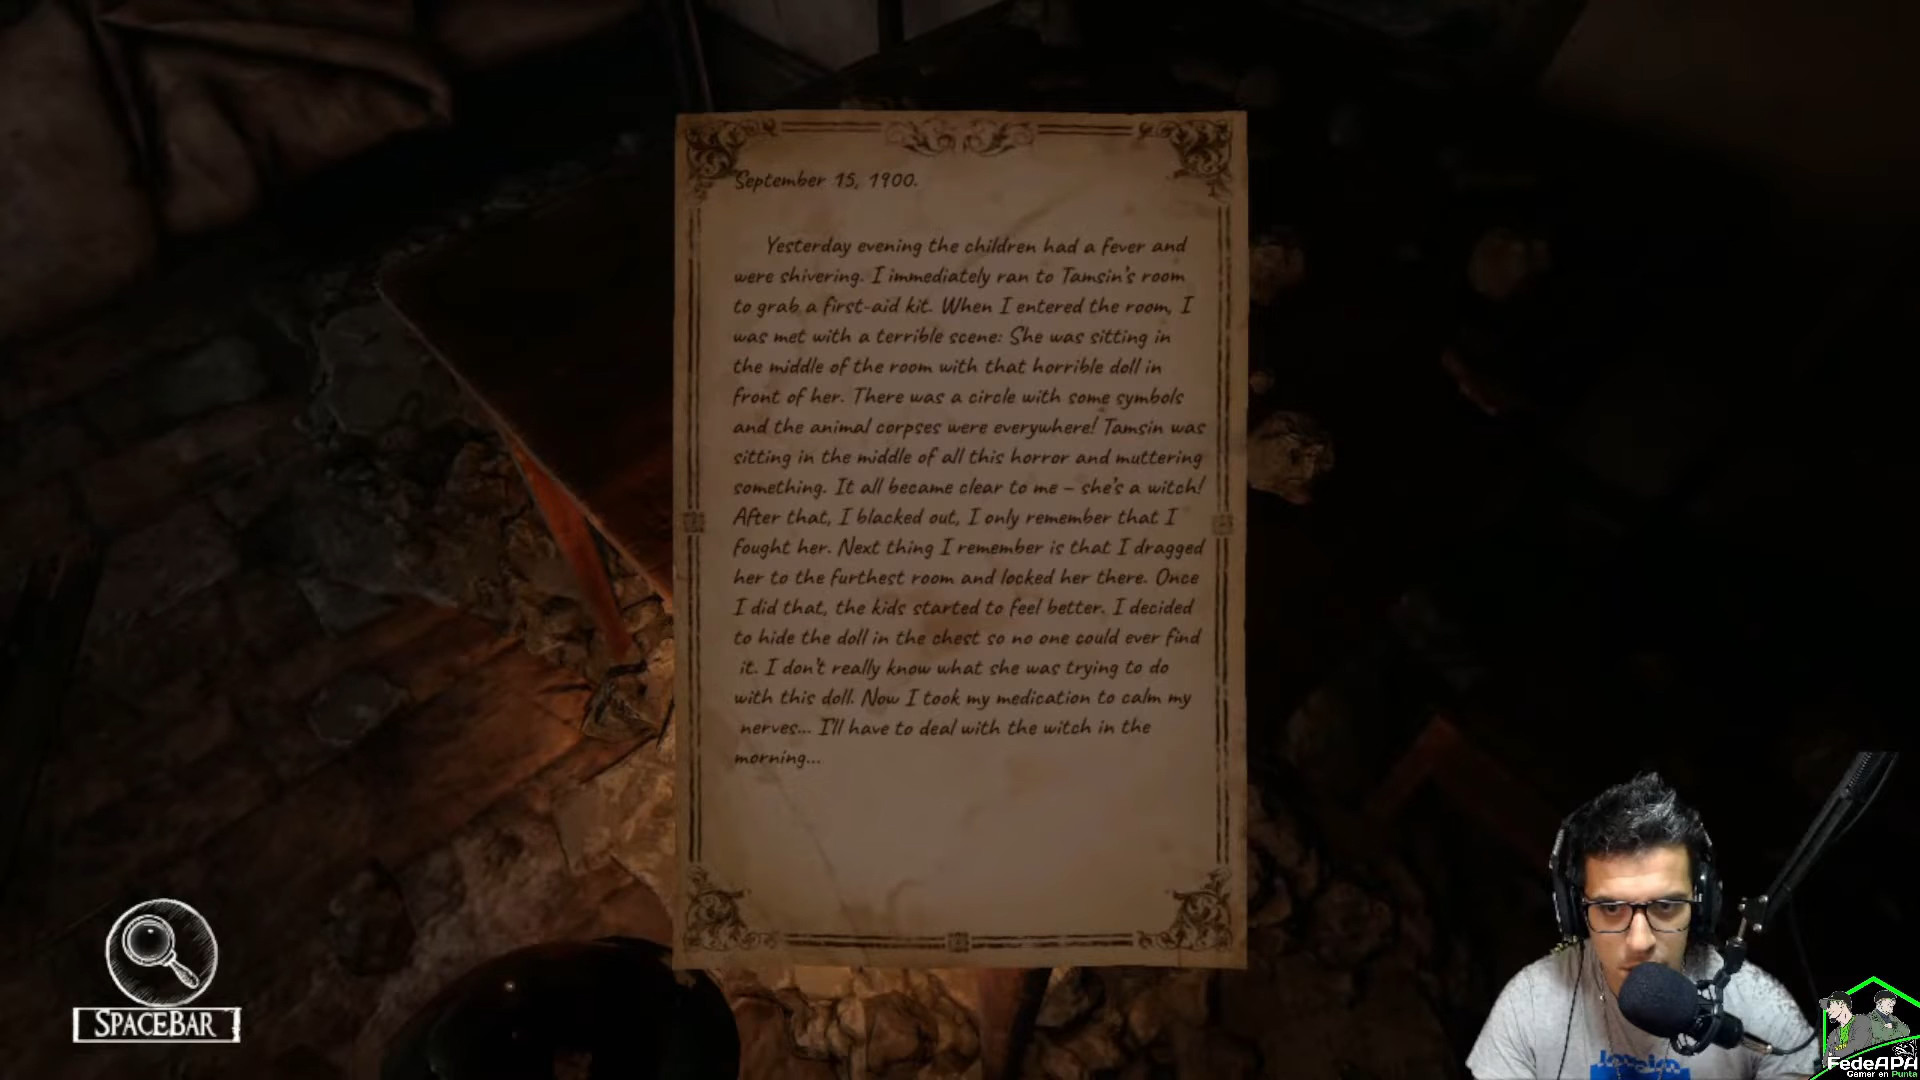 September 15, 1900.
Yesterday evening the children had a fever and
were shivering. I immediately ran to Tamsin's room
to grab a first-aid kit. When I entered the room, I
was met with a terrible scene: She was sitting in
the middle of the room with that horrible doll in
front of her. There was a circle with some symbols
and the animal corpses were everywhere! Tamsin was
sitting in the middle of all this horror and muttering
something. It all became clear to me – she's a witch!
After that, I blacked out, I only remember that I
fought her. Next thing I remember is that I dragged
her to the furthest room and locked her there. Once
I did that, the kids started to feel better. I decided
to hide the doll in the chest so no one could ever find
it. I don't really know what she was trying to do
with this doll. Now I took my medication to calm my
nerves... I'll have to deal with the witch in the
morning...
SPACEBAR
FedeAPA
Gamer en Punta